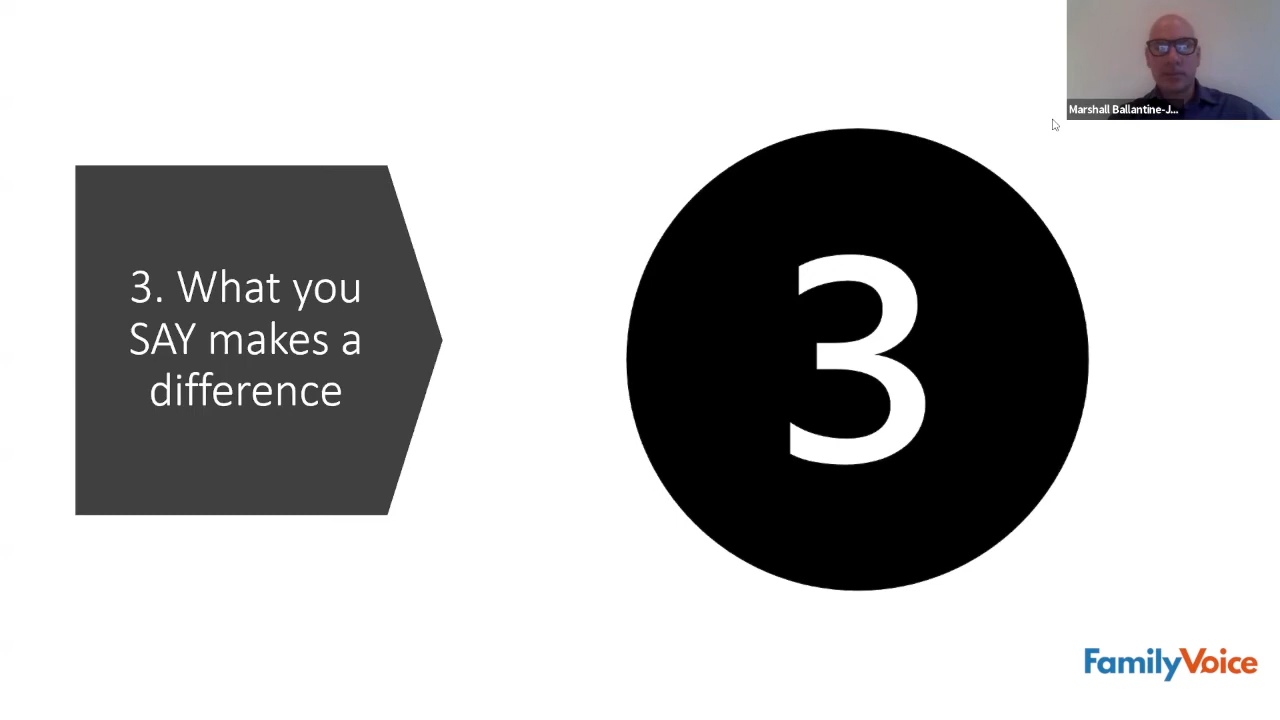 Marshall Ballantine-J...
3. What you
SAY makes a
difference
3
FamilyVoice